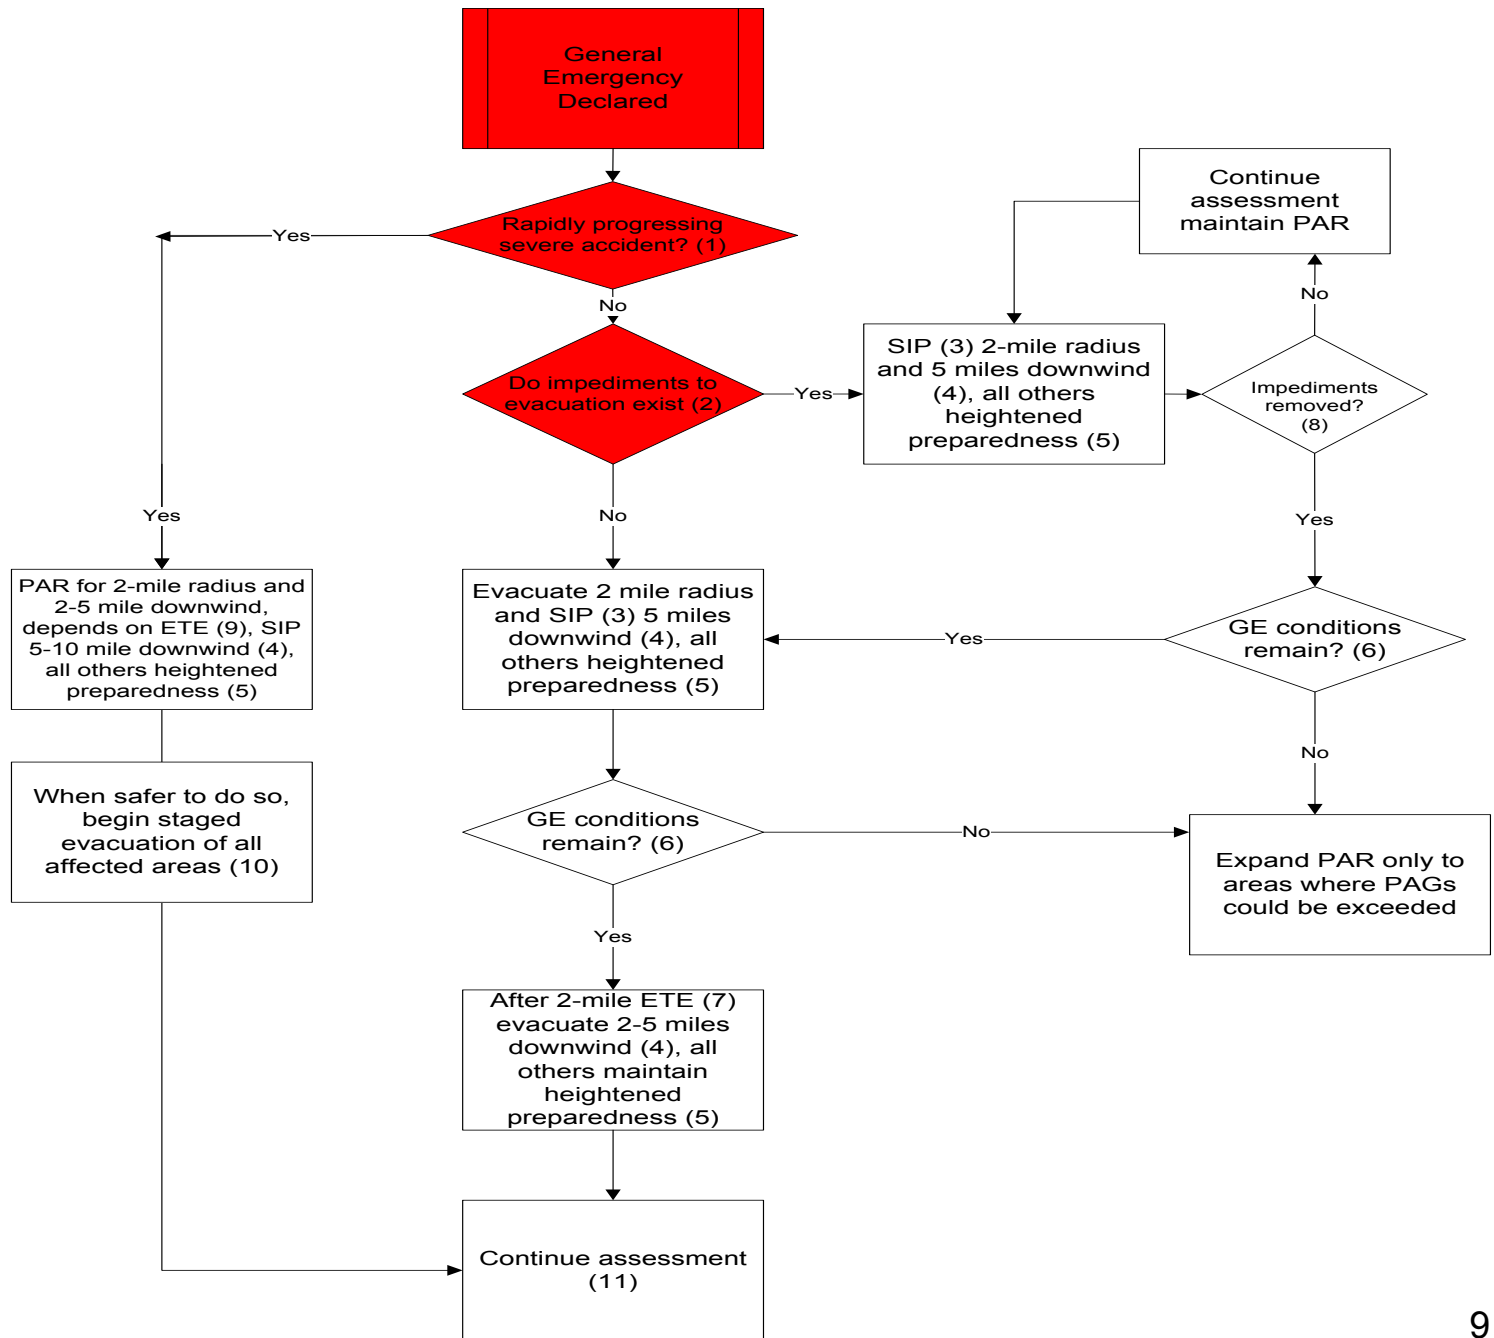 General
Emergency
Declared
Rapidly progressing
severe accident? (1)
Yes
No
Continue
assessment
maintain PAR
No
Do impediments to
evacuation exist (2)
Yes
SIP (3) 2-mile radius
and 5 miles downwind
(4), all others
heightened
preparedness (5)
Impediments
removed?
(8)
Yes
No
Yes
PAR for 2-mile radius and
2-5 mile downwind,
depends on ETE (9), SIP
5-10 mile downwind (4),
all others heightened
preparedness (5)
Evacuate 2 mile radius
and SIP (3) 5 miles
downwind (4), all
others heightened
preparedness (5)
Yes
GE conditions
remain? (6)
No
When safer to do so,
begin staged
evacuation of all
affected areas (10)
GE conditions
remain? (6)
No
Expand PAR only to
areas where PAGs
could be exceeded
Yes
After 2-mile ETE (7)
evacuate 2-5 miles
downwind (4), all
others maintain
heightened
preparedness (5)
Continue assessment
(11)
9